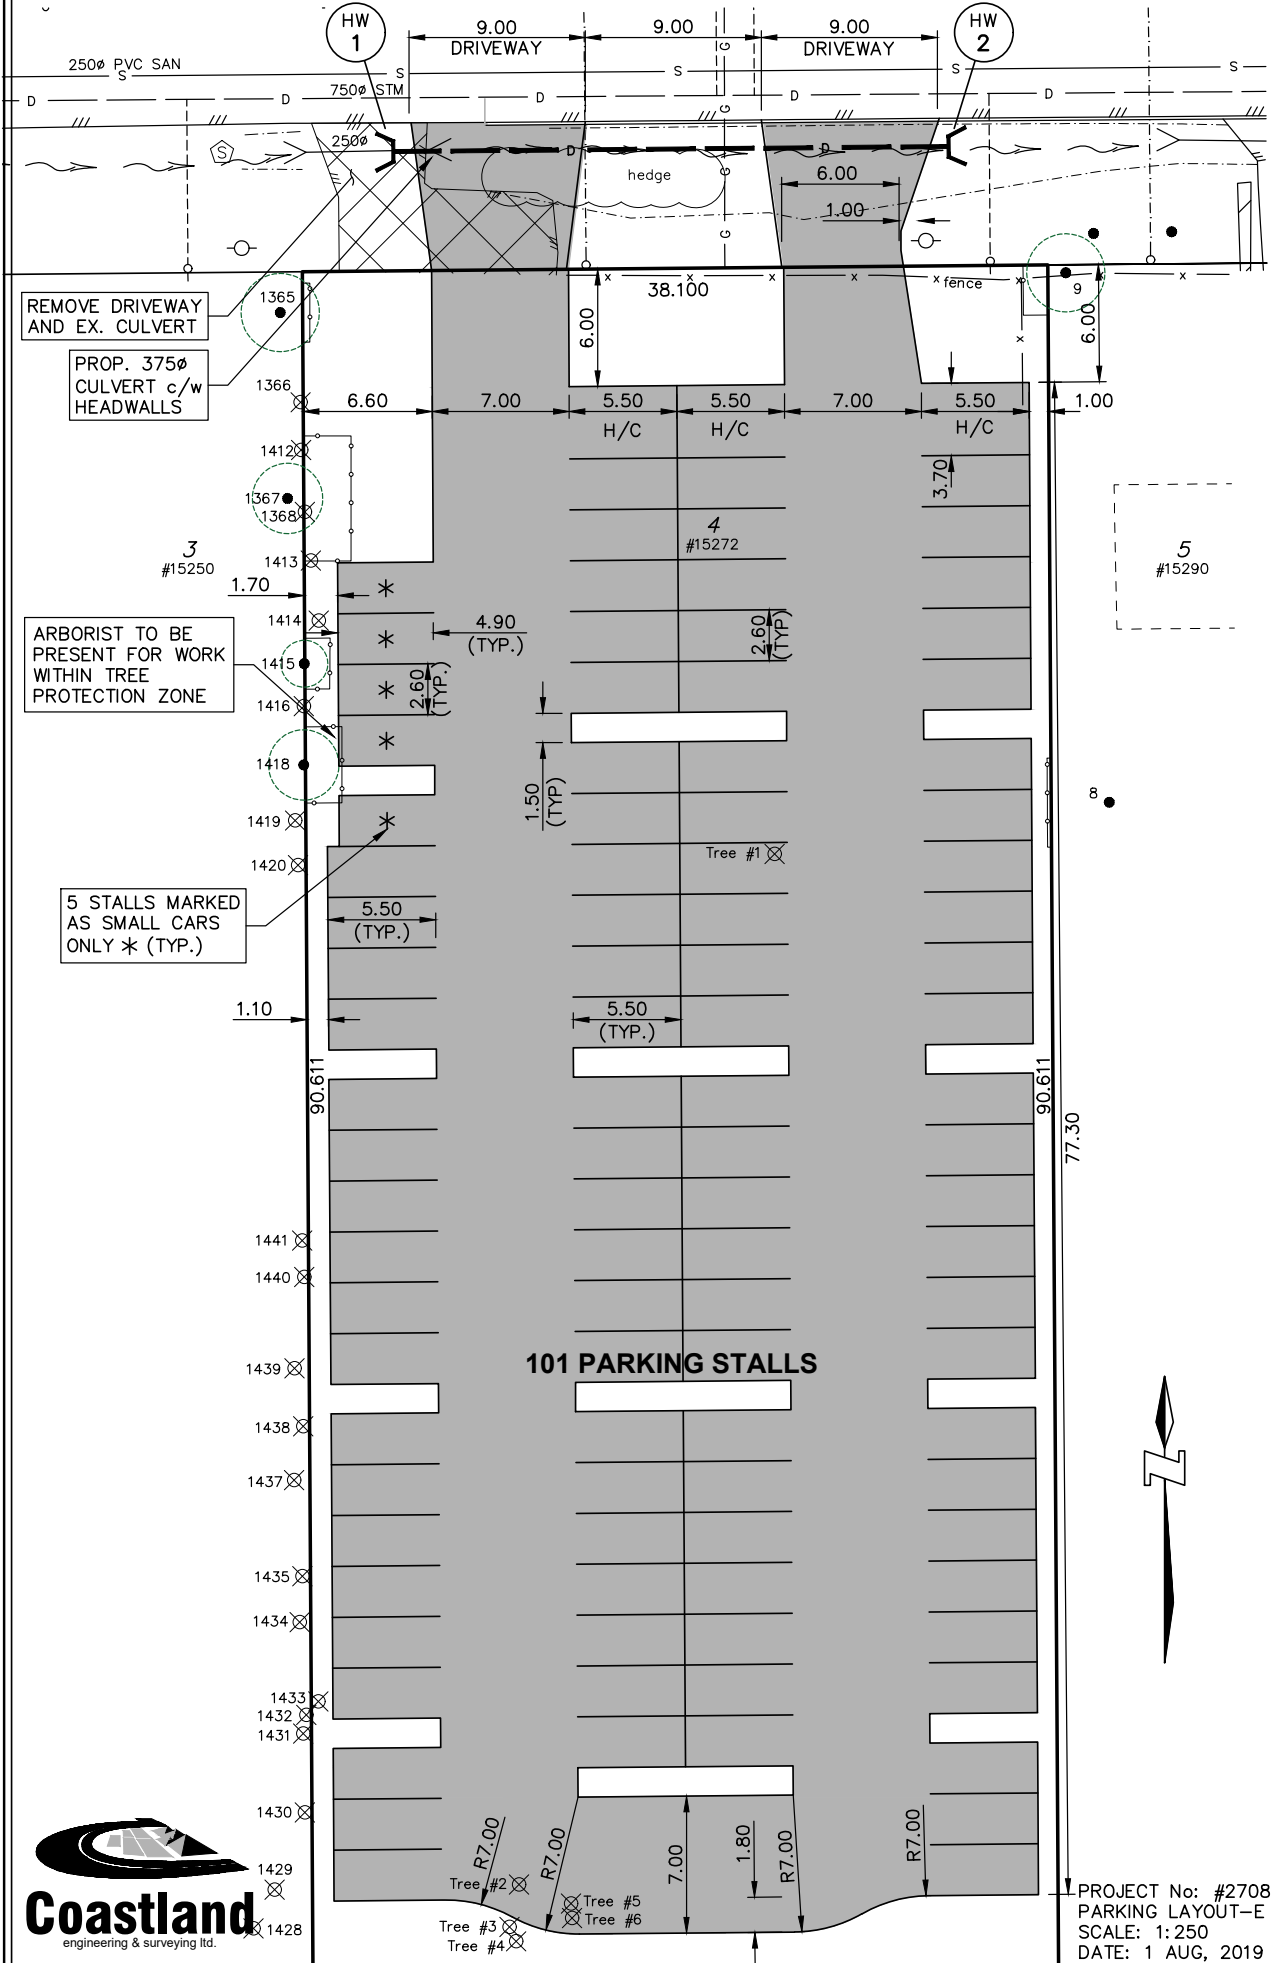 HW
1
9.00
DRIVEWAY
9.00
9.00
DRIVEWAY
HW
2
250ø PVC SAN
S
S
S
S
S
750ø STM
D
D
D
D
D
G
G
G
G
250ø
S
D
D
hedge
6.00
1.00
1365
x
x
x
x
x
x
x
fence
9
38.100
6.00
6.00
x
REMOVE DRIVEWAY
AND EX. CULVERT
PROP. 375ø
CULVERT c/w
HEADWALLS
1366
6.60
7.00
5.50
5.50
7.00
5.50
1.00
H/C
H/C
H/C
1412
3.70
1367
1368
4
#15272
3
#15250
5
#15290
1413
1.70
*
1414
4.90
(TYP.)
2.60
(TYP)
ARBORIST TO BE
PRESENT FOR WORK
WITHIN TREE
PROTECTION ZONE
*
1415
*
2.60
(TYP.)
1416
*
1418
1.50
(TYP)
8
1419
*
Tree #1
1420
5 STALLS MARKED
AS SMALL CARS
ONLY * (TYP.)
5.50
(TYP.)
1.10
5.50
(TYP.)
90.611
90.611
77.30
1441
1440
101 PARKING STALLS
1439
1438
1437
1435
1434
1433
1432
1431
1430
R7.00
R7.00
7.00
1.80
R7.00
R7.00
1429
Tree #2
Tree #5
Tree #6
Tree #3
Tree #4
1428
Coastland
engineering & surveying ltd.
N
PROJECT No: #2708
PARKING LAYOUT-E
SCALE: 1:250
DATE: 1 AUG, 2019